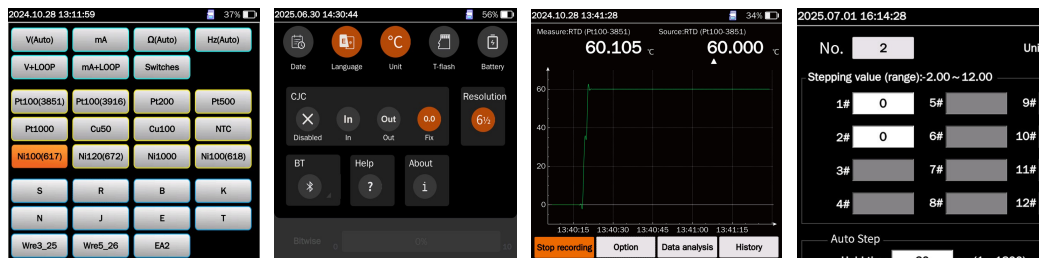 2024.10.28 13:11:59 37%
V(Auto) mA Ω(Auto) Hz(Auto)
V+LOOP mA+LOOP Switches
Pt100(3851) Pt100(3916) Pt200 Pt500
Pt1000 Cu50 Cu100 NTC
Ni100(617) Ni120(672) Ni1000 Ni100(618)
S R B K
N J E T
Wre3_25 Wre5_26 EA2
2025.06.30 14:30:44 56%
°C
Date Language Unit T-flash Battery
CJC Resolution
In Out 0.0 6½
Disabled In Out Fix
BT Help About
? i
Bitwise 0 0% 10
2024.10.28 13:41:28 34%
Measure:RTD (Pt100-3851) Source:RTD (Pt100-3851)
60.105 °C 60.000 °C
60
40
20
0
13:40:15 13:40:30 13:40:45 13:41:00 13:41:15
Stop recording Option Data analysis History
2025.07.01 16:14:28
No. 2 Uni
Stepping value (range):-2.00 ~ 12.00
1# 0 5# 9#
2# 0 6# 10#
3# 7# 11#
4# 8# 12#
Auto Step